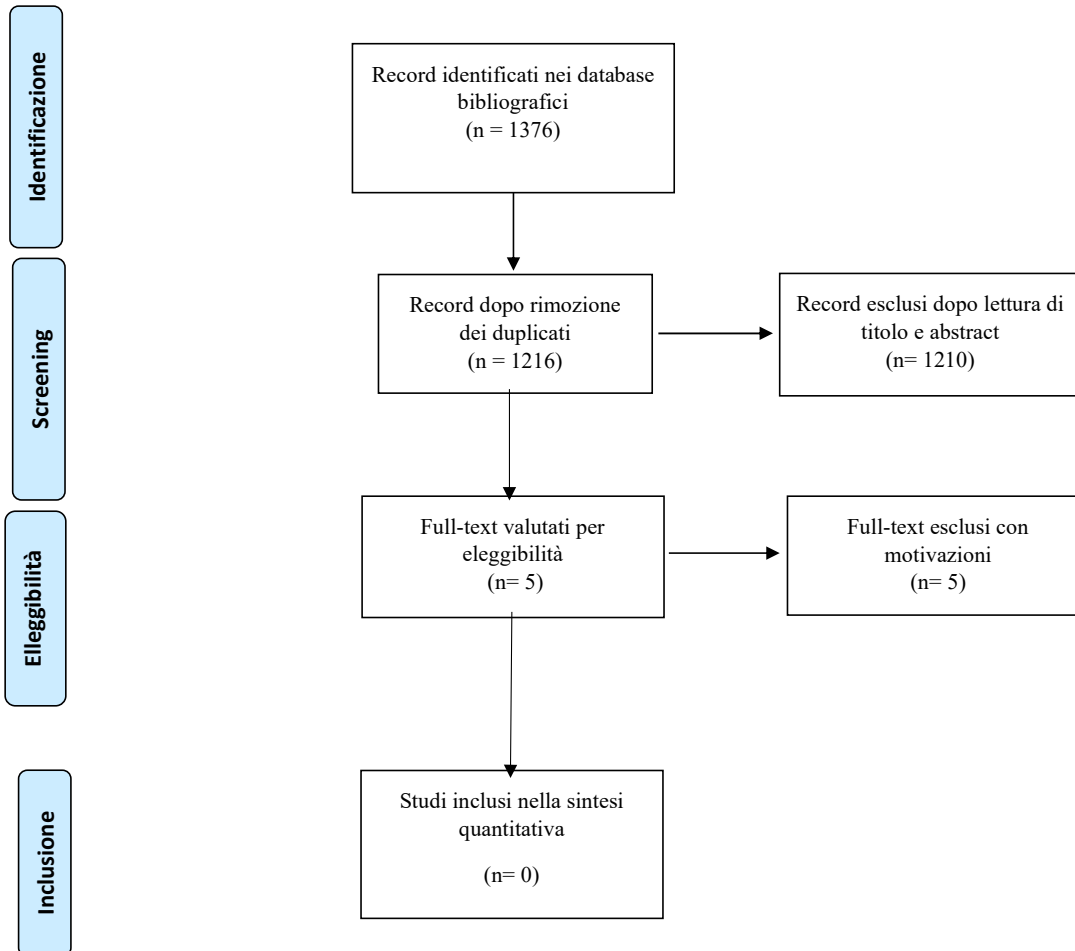 Identificazione
Record identificati nei database
bibliografici
(n = 1376)
Screening
Record dopo rimozione
dei duplicati
(n = 1216)
Record esclusi dopo lettura di
titolo e abstract
(n= 1210)
Elleggibilità
Full-text valutati per
eleggibilità
(n= 5)
Full-text esclusi con
motivazioni
(n= 5)
Inclusione
Studi inclusi nella sintesi
quantitativa
(n= 0)